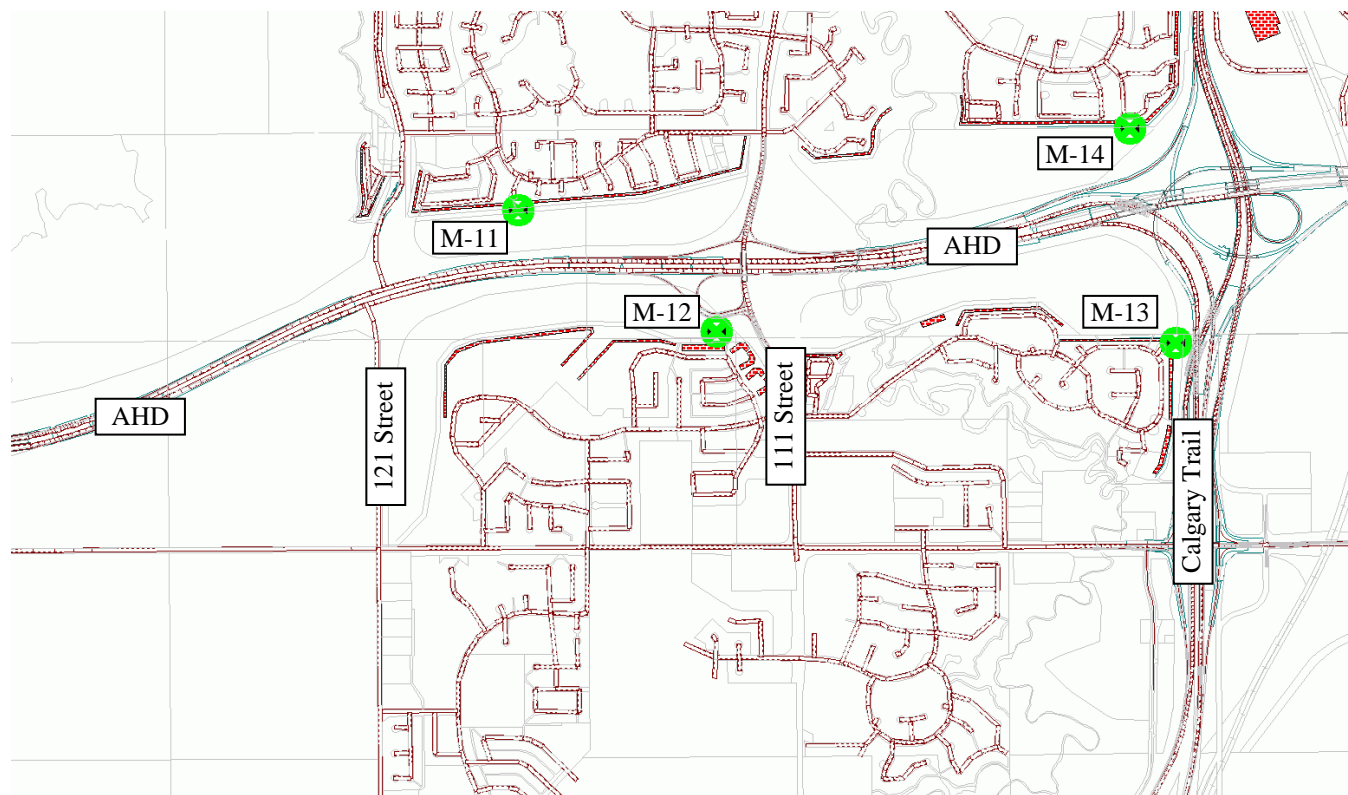 M-14
M-11
AHD
M-12
M-13
AHD
121 Street
111 Street
Calgary Trail